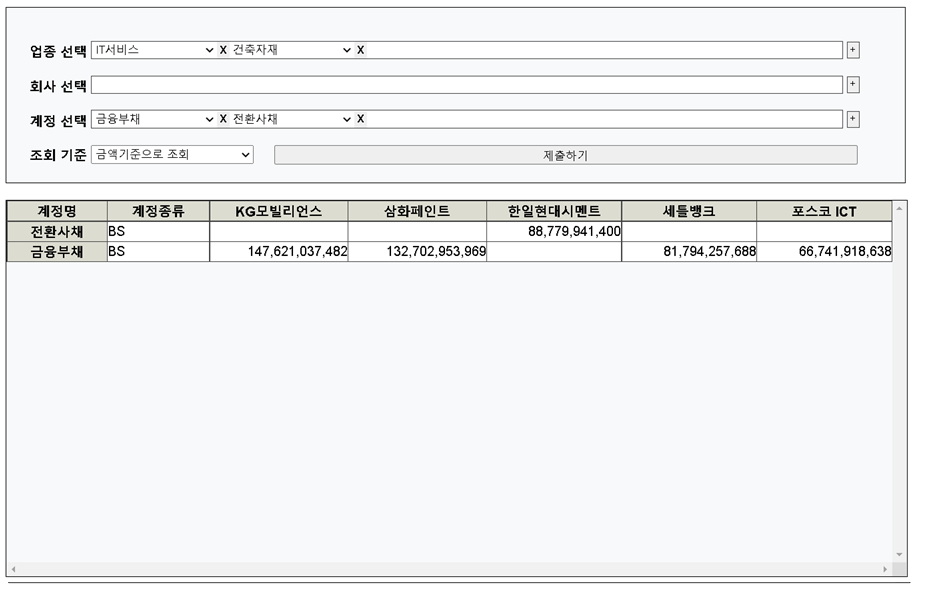 업종 선택 IT서비스 X 건축자재 X +
회사 선택 +
계정 선택 금융부채 X 전환사채 X +
조회 기준 금액기준으로 조회 제출하기
계정명 계정종류 KG모빌리언스 삼화페인트 한일현대시멘트 세틀뱅크 포스코 ICT
전환사채 BS 88,779,941,400
금융부채 BS 147,621,037,482 132,702,953,969 81,794,257,688 66,741,918,638